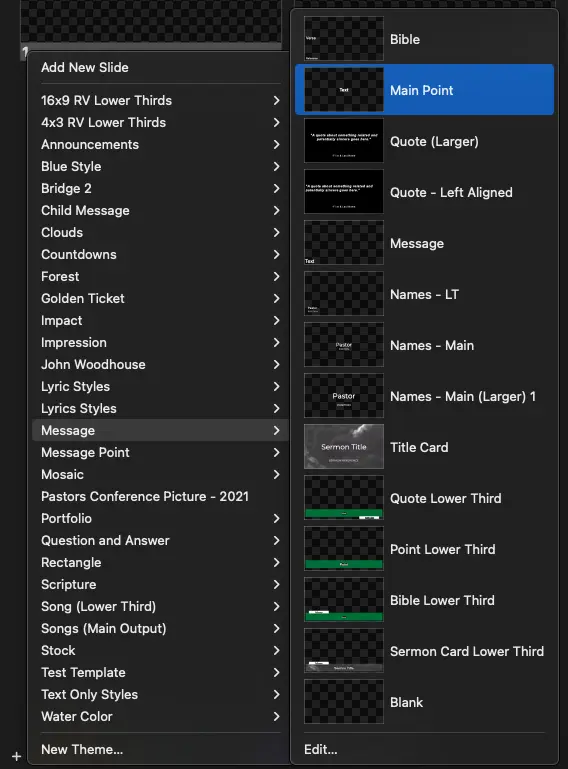 Add New Slide
16x9 RV Lower Thirds
4x3 RV Lower Thirds
Announcements
Blue Style
Bridge 2
Child Message
Clouds
Countdowns
Forest
Golden Ticket
Impact
Impression
John Woodhouse
Lyric Styles
Lyrics Styles
Message
Message Point
Mosaic
Pastors Conference Picture - 2021
Portfolio
Question and Answer
Rectangle
Scripture
Song (Lower Third)
Songs (Main Output)
Stock
Test Template
Text Only Styles
Water Color
New Theme...
Verse
Bible
Text
Main Point
"A quote about something related and
potentially sinners goes here."
Quote (Larger)
"A quote about something related and
potentially sinners goes here."
Quote - Left Aligned
Text
Message
Names - LT
Pastor
Names - Main
Pastor
Names - Main (Larger) 1
Sermon Title
Title Card
Quote Lower Third
Point
Point Lower Third
Bible Lower Third
Sermon Title
Sermon Card Lower Third
Blank
Edit...